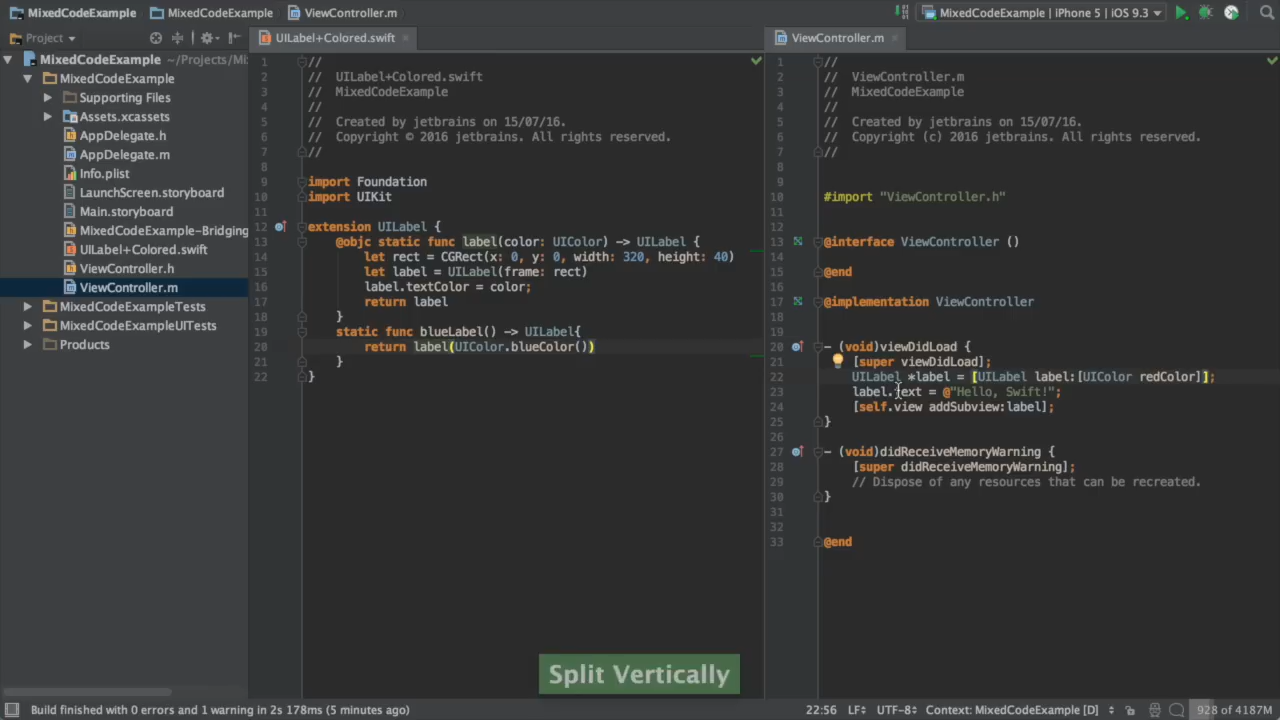 MixedCodeExample MixedCodeExample ViewController.m MixedCodeExample | iPhone 5 | iOS 9.3
Project UILabel+Colored.swift ViewController.m
MixedCodeExample ~/Projects/Mi
MixedCodeExample
Supporting Files
Assets.xcassets
AppDelegate.h
AppDelegate.m
Info.plist
LaunchScreen.storyboard
Main.storyboard
MixedCodeExample-Bridging
UILabel+Colored.swift
ViewController.h
ViewController.m
MixedCodeExampleTests
MixedCodeExampleUITests
Products
1 //
2 // UILabel+Colored.swift
3 // MixedCodeExample
4 //
5 // Created by jetbrains on 15/07/16.
6 // Copyright © 2016 jetbrains. All rights reserved.
7 //
8
9 import Foundation
10 import UIKit
11
12 extension UILabel {
13 @objc static func label(color: UIColor) -> UILabel {
14 let rect = CGRect(x: 0, y: 0, width: 320, height: 40)
15 let label = UILabel(frame: rect)
16 label.textColor = color;
17 return label
18 }
19 static func blueLabel() -> UILabel{
20 return label(UIColor.blueColor())
21 }
22 }
1 //
2 // ViewController.m
3 // MixedCodeExample
4 //
5 // Created by jetbrains on 15/07/16.
6 // Copyright (c) 2016 jetbrains. All rights reserved.
7 //
8
9
10 #import "ViewController.h"
11
12
13 @interface ViewController ()
14
15 @end
16
17 @implementation ViewController
18
19
20 - (void)viewDidLoad {
21 [super viewDidLoad];
22 UILabel *label = [UILabel label:[UIColor redColor]];
23 label.text = @"Hello, Swift!";
24 [self.view addSubview:label];
25 }
26
27 - (void)didReceiveMemoryWarning {
28 [super didReceiveMemoryWarning];
29 // Dispose of any resources that can be recreated.
30 }
31
32
33 @end
Split Vertically
Build finished with 0 errors and 1 warning in 2s 178ms (5 minutes ago) 22:56 LF UTF-8 Context: MixedCodeExample [D] 928 of 4187M